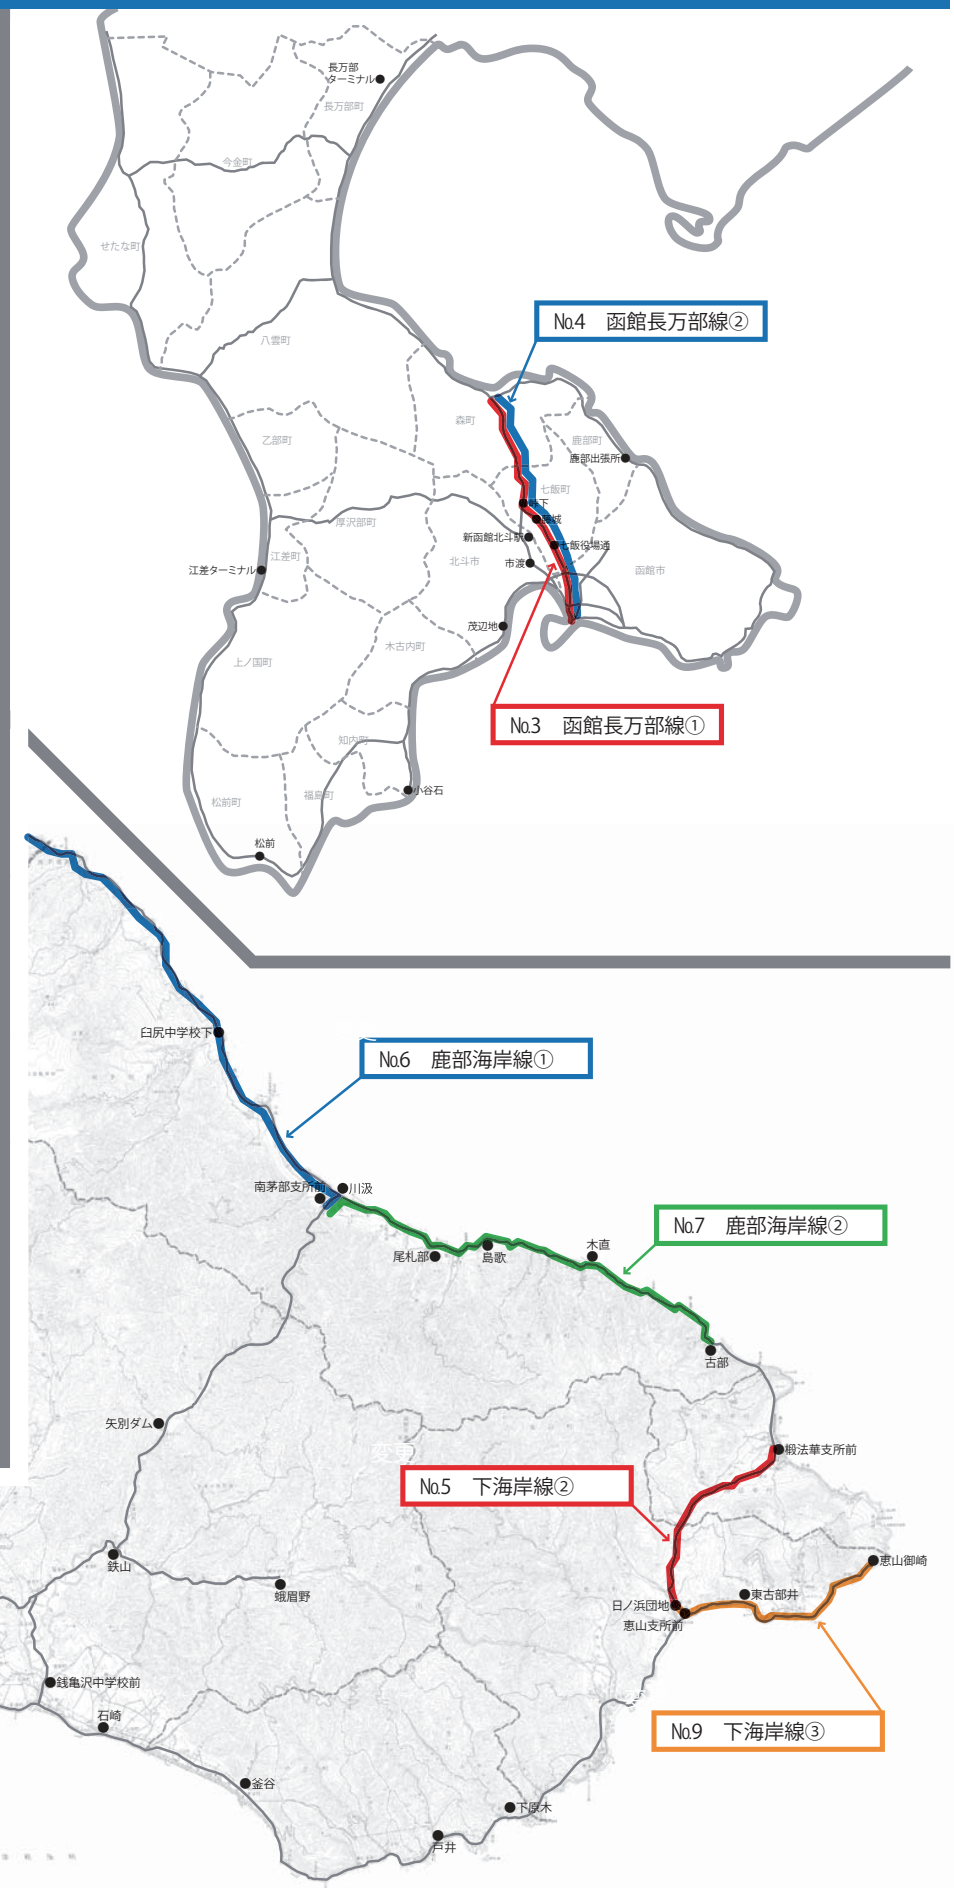 長万部
ターミナル
長万部町
今金町
せたな町
No.4 函館長万部線②
八雲町
森町
乙部町
鹿部町
鹿部出張所
七飯町
峠下
厚沢部町
藤城
新函館北斗駅
七飯役場通
江差町
北斗市
市渡
江差ターミナル
函館市
茂辺地
木古内町
上ノ国町
No.3 函館長万部線①
知内町
小谷石
福島町
松前町
松前
臼尻中学校下
No.6 鹿部海岸線①
南茅部支所前
川汲
No.7 鹿部海岸線②
木直
尾札部
島歌
古部
矢別ダム
椴法華支所前
No.5 下海岸線②
鉄山
恵山御崎
蛾眉野
東古部井
日ノ浜団地
恵山支所前
銭亀沢中学校前
石崎
No.9 下海岸線③
釜谷
下原木
戸井